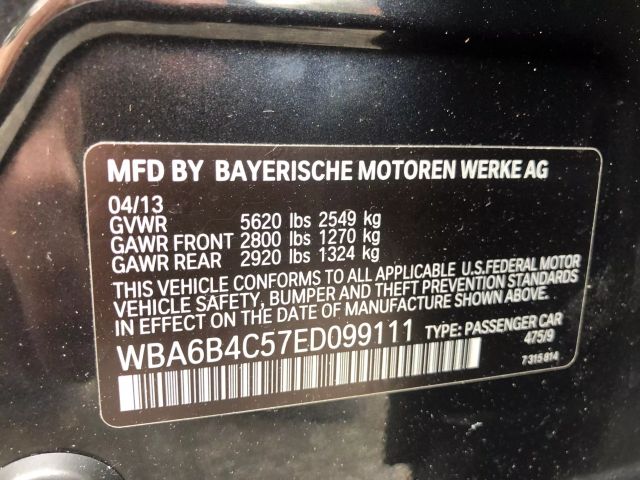 MFD BY BAYERISCHE MOTOREN WERKE AG
04/13
GVWR 5620 lbs 2549 kg
GAWR FRONT 2800 lbs 1270 kg
GAWR REAR 2920 lbs 1324 kg
THIS VEHICLE CONFORMS TO ALL APPLICABLE U.S.FEDERAL MOTOR
VEHICLE SAFETY, BUMPER AND THEFT PREVENTION STANDARDS
IN EFFECT ON THE DATE OF MANUFACTURE SHOWN ABOVE.
WBA6B4C57ED099111 TYPE: PASSENGER CAR
475/9
7 315 814